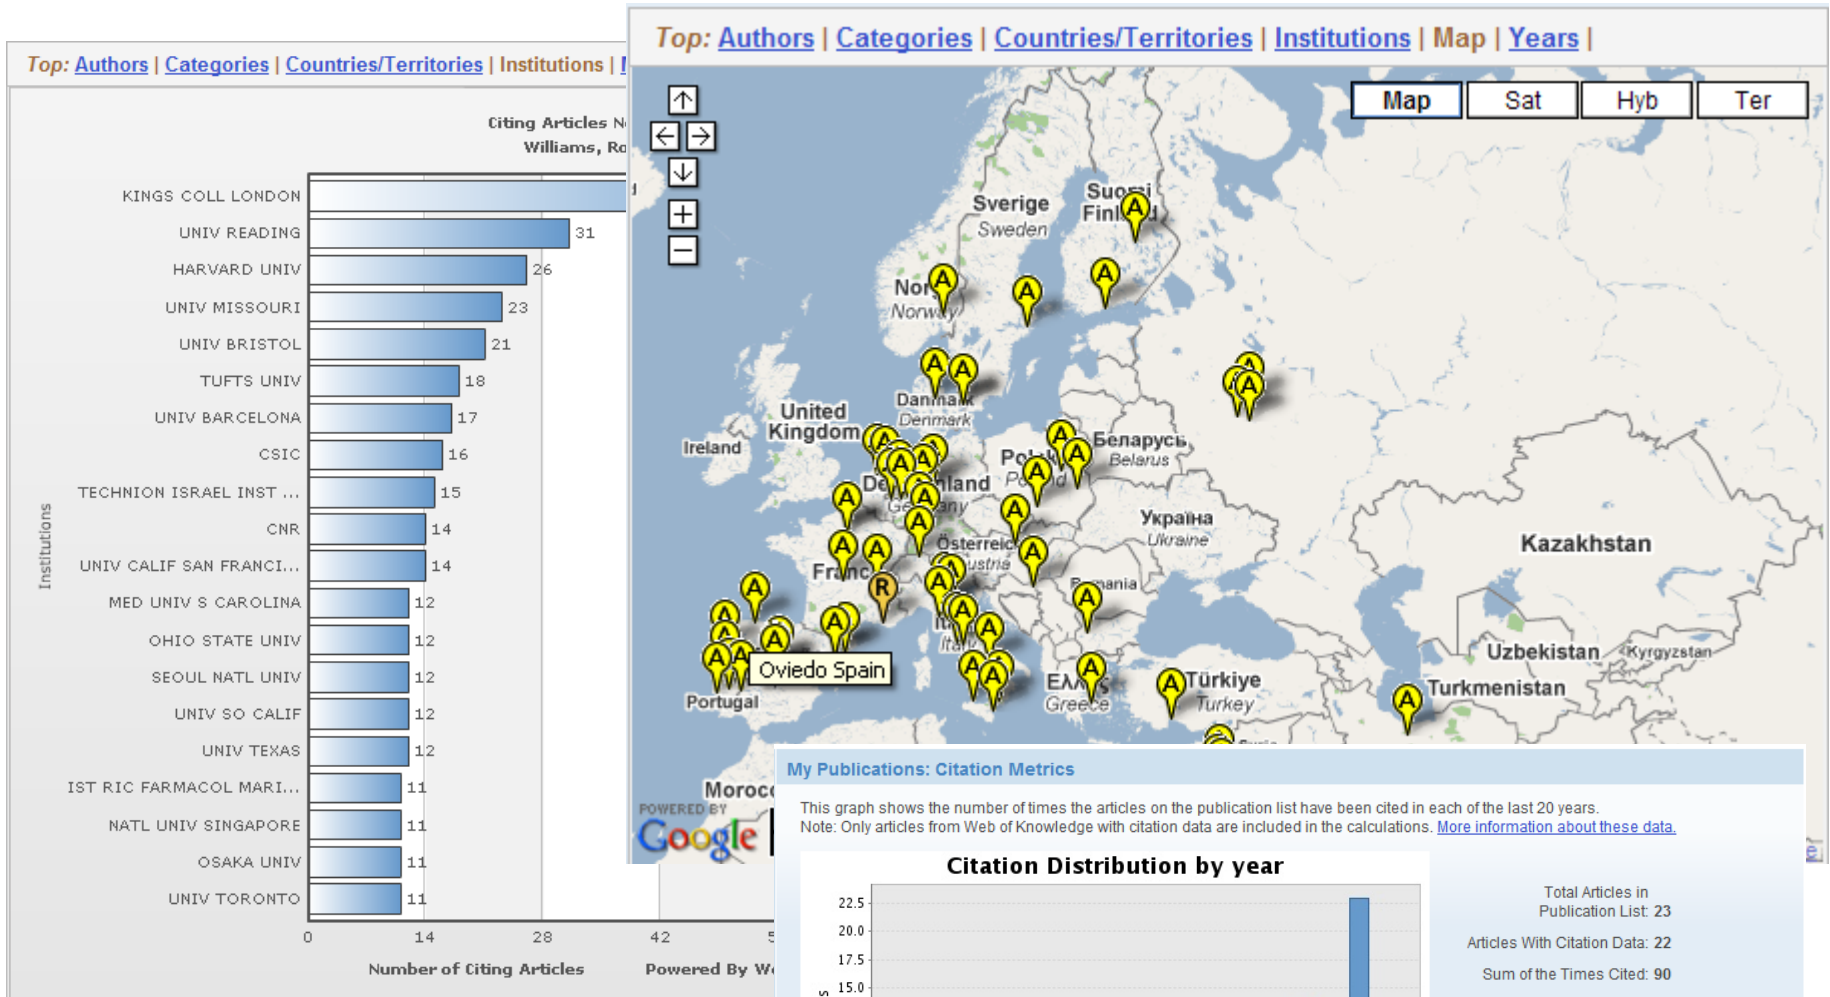 Top: Authors | Categories | Countries/Territories | Institutions |
Citing Articles
Williams,
Institutions
KINGS COLL LONDON
UNIV READING 31
HARVARD UNIV 26
UNIV MISSOURI 23
UNIV BRISTOL 21
TUFTS UNIV 18
UNIV BARCELONA 17
CSIC 16
TECHNION ISRAEL INST ... 15
CNR 14
UNIV CALIF SAN FRANCI... 14
MED UNIV S CAROLINA 12
OHIO STATE UNIV 12
SEOUL NATL UNIV 12
UNIV SO CALIF 12
UNIV TEXAS 12
IST RIC FARMACOL MARI... 11
NATL UNIV SINGAPORE 11
OSAKA UNIV 11
UNIV TORONTO 11
0 14 28 42
Number of Citing Articles
Powered By
Top: Authors | Categories | Countries/Territories | Institutions | Map | Years |
Map Sat Hyb Ter
Sverige
Sweden
Suomi
Norway
Danmark
Denmark
United
Kingdom
Ireland
Беларусь
Belarus
Україна
Ukraine
Kazakhstan
Uzbekistan
Kyrgyzstan
Turkmenistan
Türkiye
Turkey
Greece
Portugal
Oviedo Spain
R
A
POWERED BY
Google
My Publications: Citation Metrics
This graph shows the number of times the articles on the publication list have been cited in each of the last 20 years.
Note: Only articles from Web of Knowledge with citation data are included in the calculations. More information about these data.
Citation Distribution by year
22.5
20.0
17.5
15.0
Total Articles in
Publication List: 23
Articles With Citation Data: 22
Sum of the Times Cited: 90